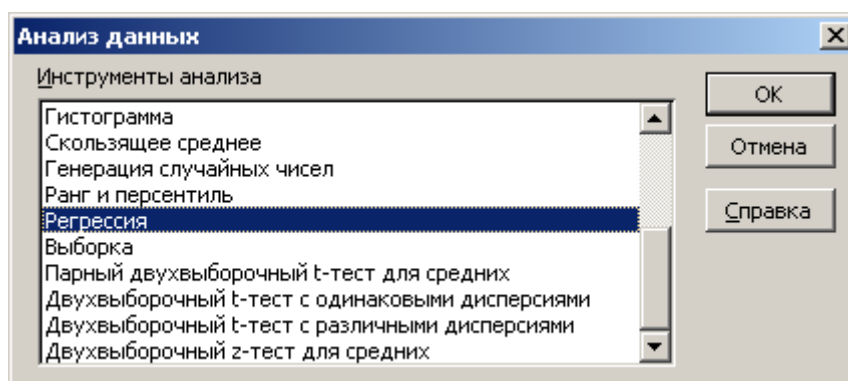 Анализ данных
Инструменты анализа
Гистограмма
Скользящее среднее
Генерация случайных чисел
Ранг и персентиль
Регрессия
Выборка
Парный двухвыборочный t-тест для средних
Двухвыборочный t-тест с одинаковыми дисперсиями
Двухвыборочный t-тест с различными дисперсиями
Двухвыборочный z-тест для средних
OK
Отмена
Справка